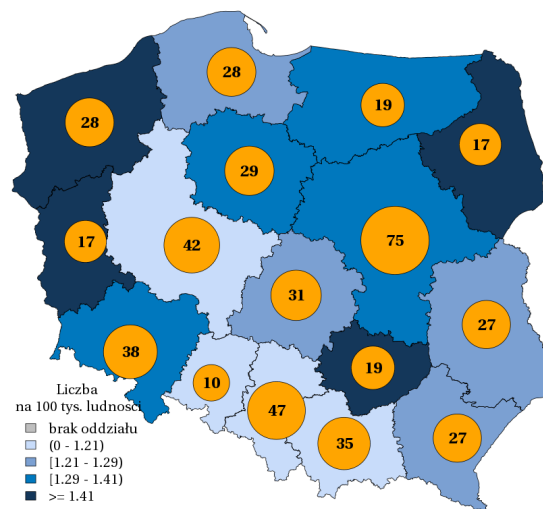 28
28
19
17
29
17
42
75
31
27
38
19
10
47
35
27
Liczba
na 100 tys. ludności
brak oddziału
(0 - 1.21)
[1.21 - 1.29)
[1.29 - 1.41)
>= 1.41